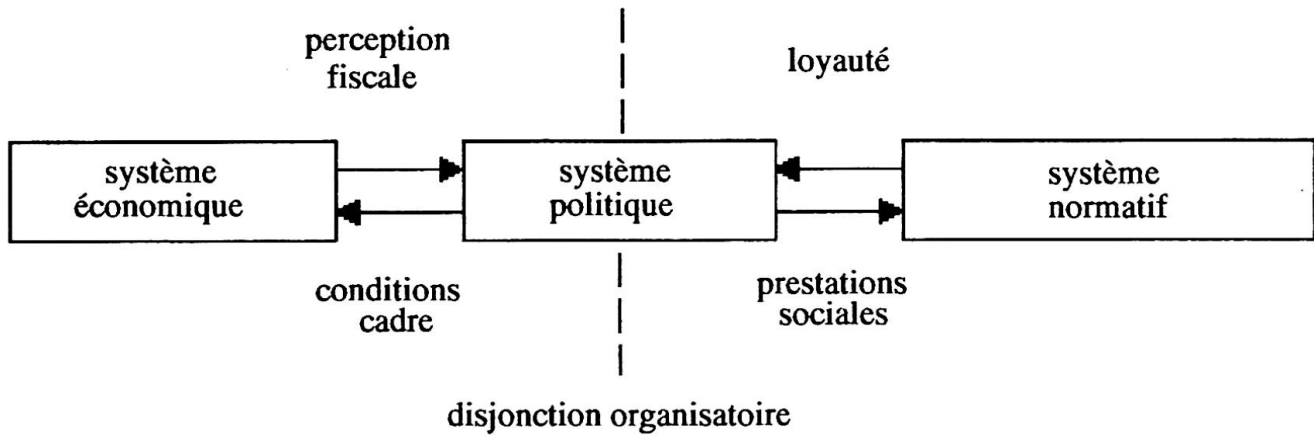 perception
fiscale
loyauté
système
économique
système
politique
système
normatif
conditions
cadre
prestations
sociales
disjonction organisatoire